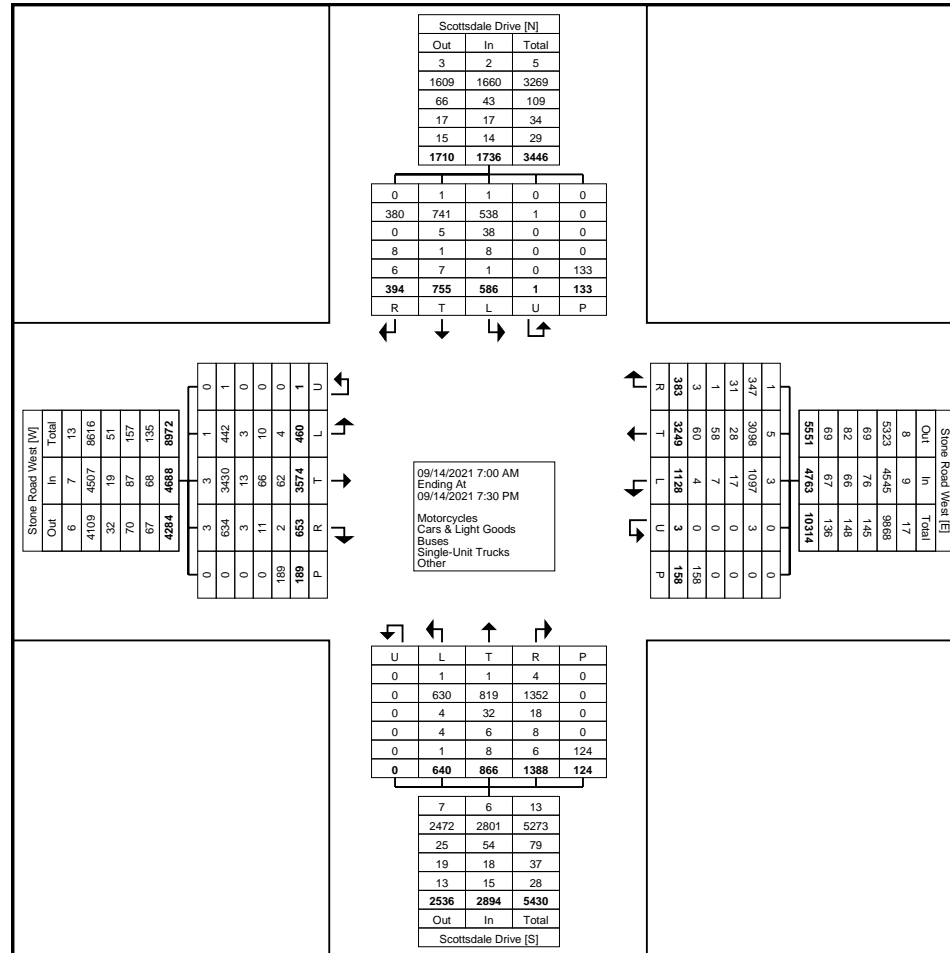 Scottsdale Drive [N]
Out In Total
3 2 5
1609 1660 3269
66 43 109
17 17 34
15 14 29
1710 1736 3446
0 1 1 0 0
380 741 538 1 0
0 5 38 0 0
8 1 8 0 0
6 7 1 0 133
394 755 586 1 133
R T L U P
Stone Road West [W]
Out In Total
6 7 13
4109 4507 8616
32 19 51
70 87 157
67 68 135
4284 4688 8972
0 3 3 1 0
0 634 3430 442 1
0 3 13 3 0
0 11 66 10 0
189 2 62 4 0
189 653 3574 460 1
P R T L U
09/14/2021 7:00 AM
Ending At
09/14/2021 7:30 PM
Motorcycles
Cars & Light Goods
Buses
Single-Unit Trucks
Other
Stone Road West [E]
Out In Total
8 9 17
5323 4545 9868
69 76 145
82 66 148
69 67 136
5551 4763 10314
1 5 3 0 0
347 3098 1097 3 0
31 28 17 0 0
1 58 7 0 0
3 60 4 0 158
383 3249 1128 3 158
R T L U P
U L T R P
0 1 1 4 0
0 630 819 1352 0
0 4 32 18 0
0 4 6 8 0
0 1 8 6 124
0 640 866 1388 124
7 6 13
2472 2801 5273
25 54 79
19 18 37
13 15 28
2536 2894 5430
Out In Total
Scottsdale Drive [S]